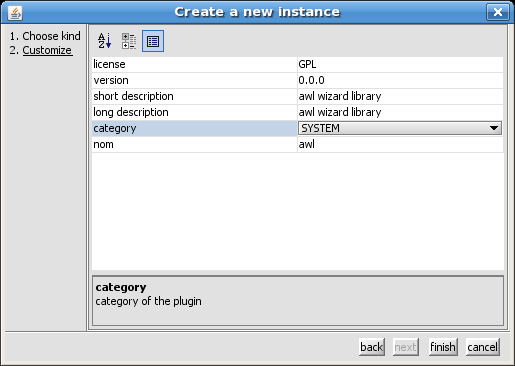 Create a new instance
1. Choose kind
2. Customize
license GPL
version 0.0.0
short description awl wizard library
long description awl wizard library
category SYSTEM
nom awl
category
category of the plugin
back next finish cancel